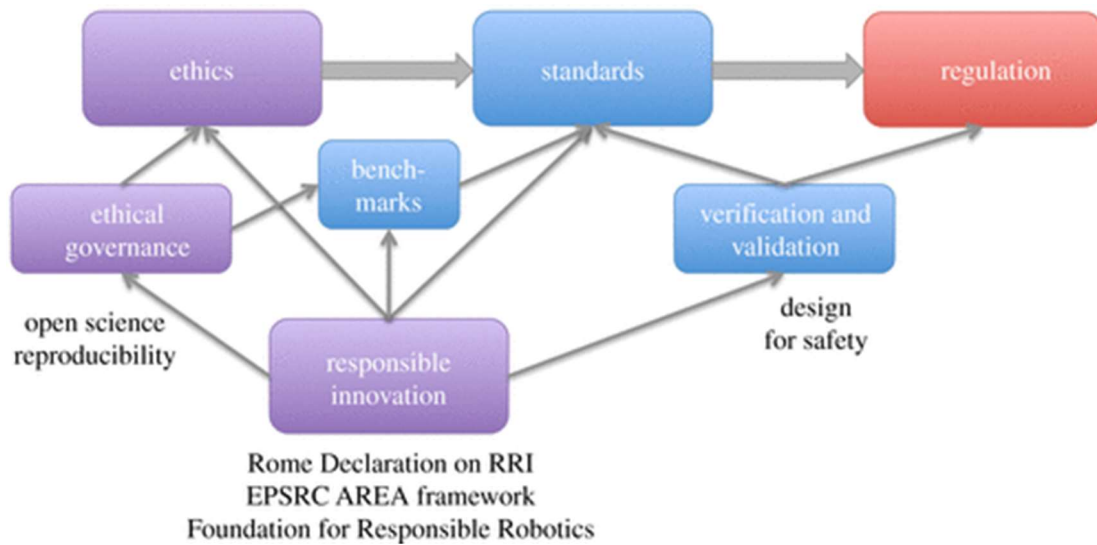 ethics
standards
regulation
bench-
marks
ethical
governance
verification and
validation
open science
reproducibility
design
for safety
responsible
innovation
Rome Declaration on RRI
EPSRC AREA framework
Foundation for Responsible Robotics